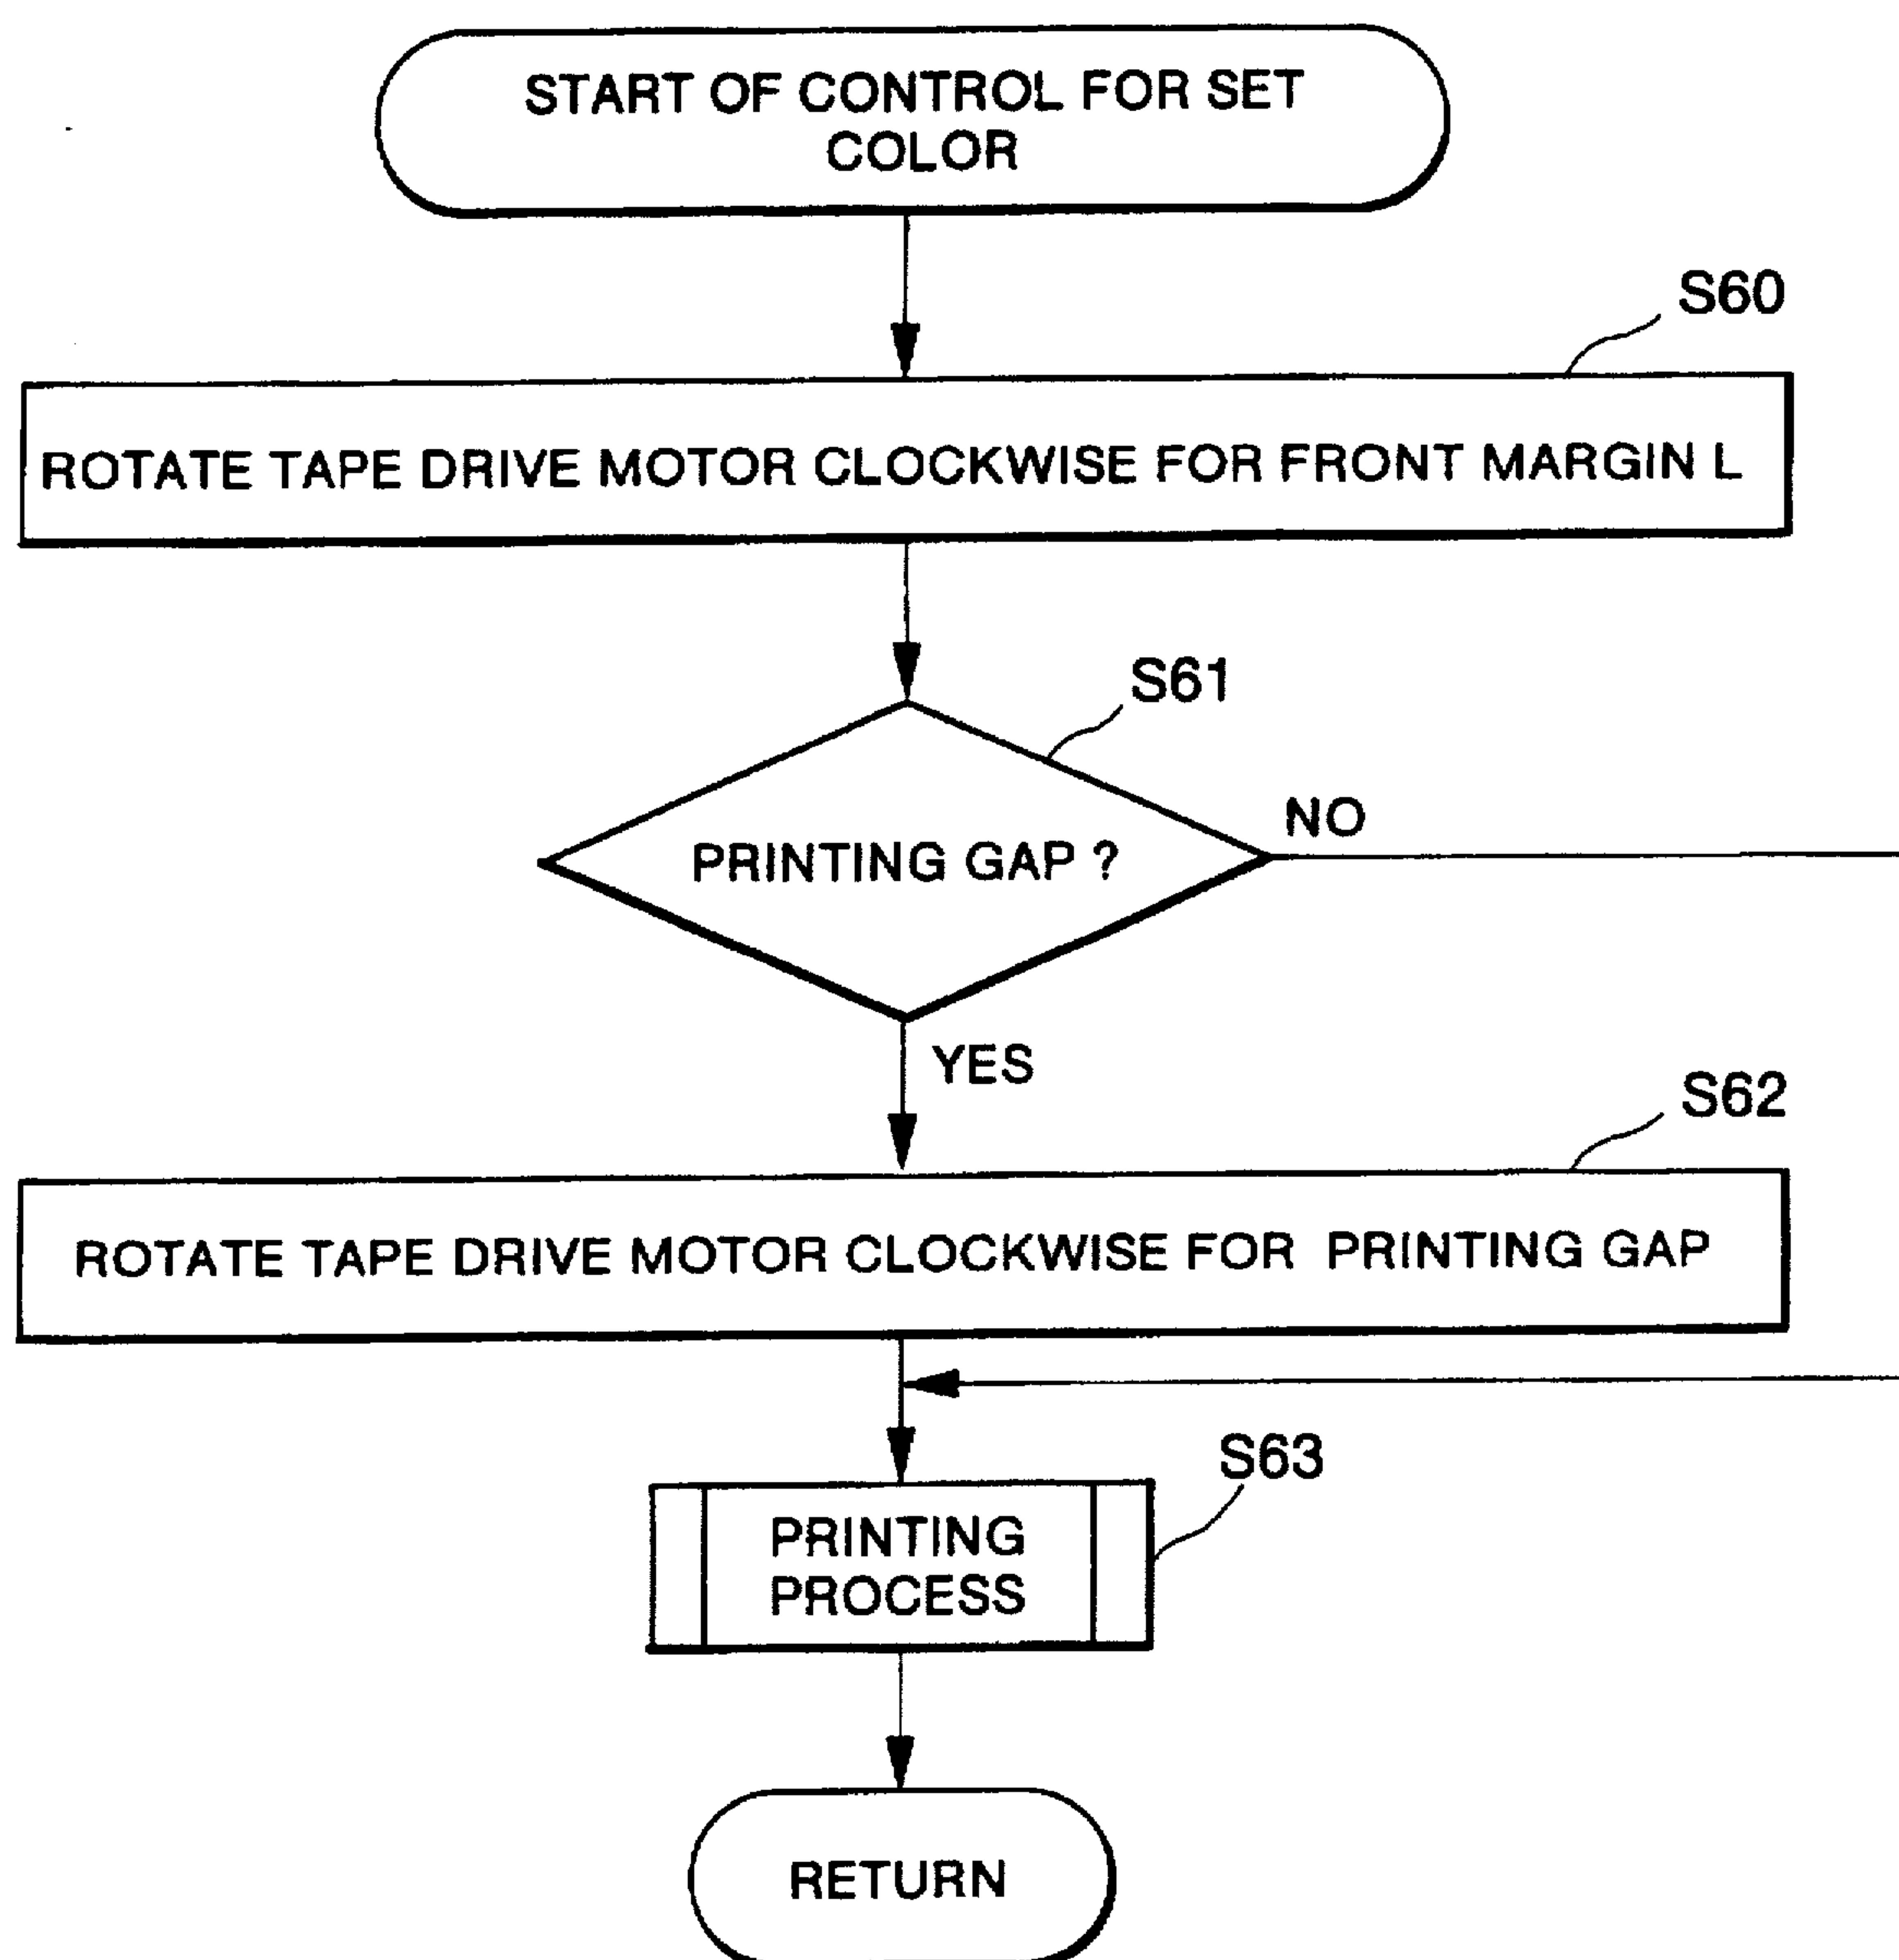 START OF CONTROL FOR SET
COLOR
S60
ROTATE TAPE DRIVE MOTOR CLOCKWISE FOR FRONT MARGIN L
S61
PRINTING GAP ?
NO
YES
S62
ROTATE TAPE DRIVE MOTOR CLOCKWISE FOR PRINTING GAP
S63
PRINTING
PROCESS
RETURN